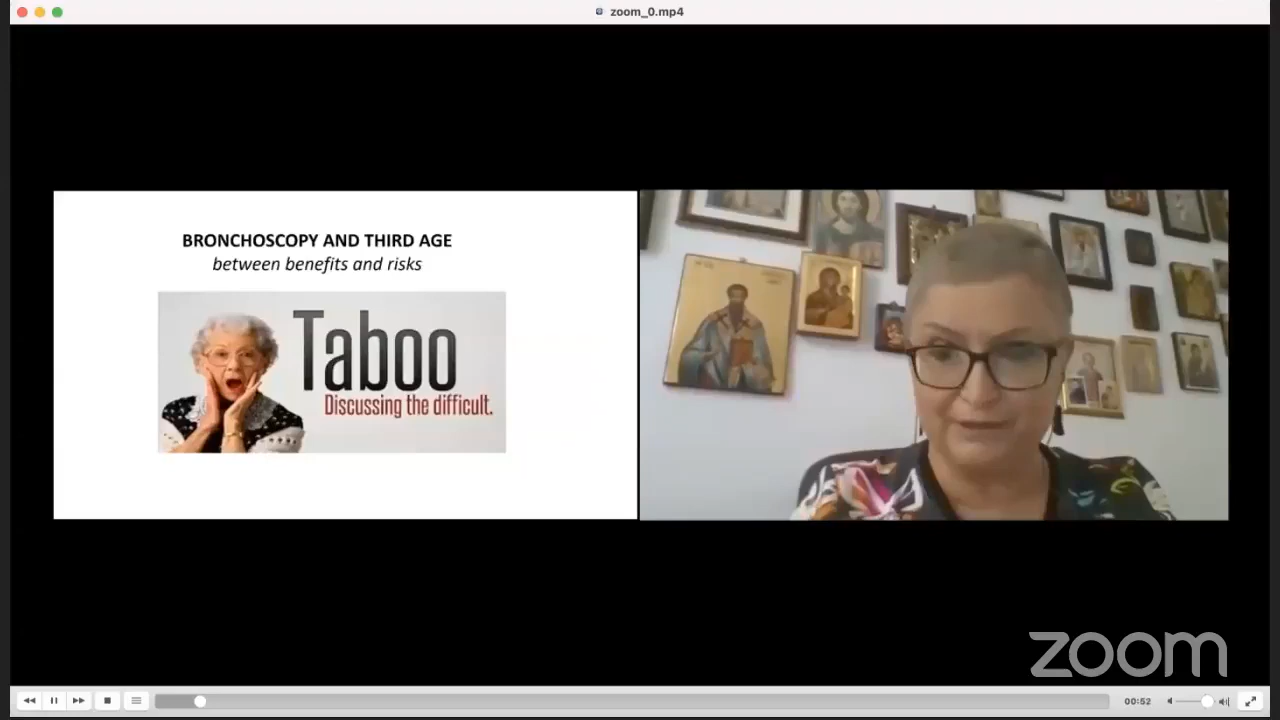 zoom_0.mp4
BRONCHOSCOPY AND THIRD AGE
between benefits and risks
Taboo
Discussing the difficult.
zoom
00:52